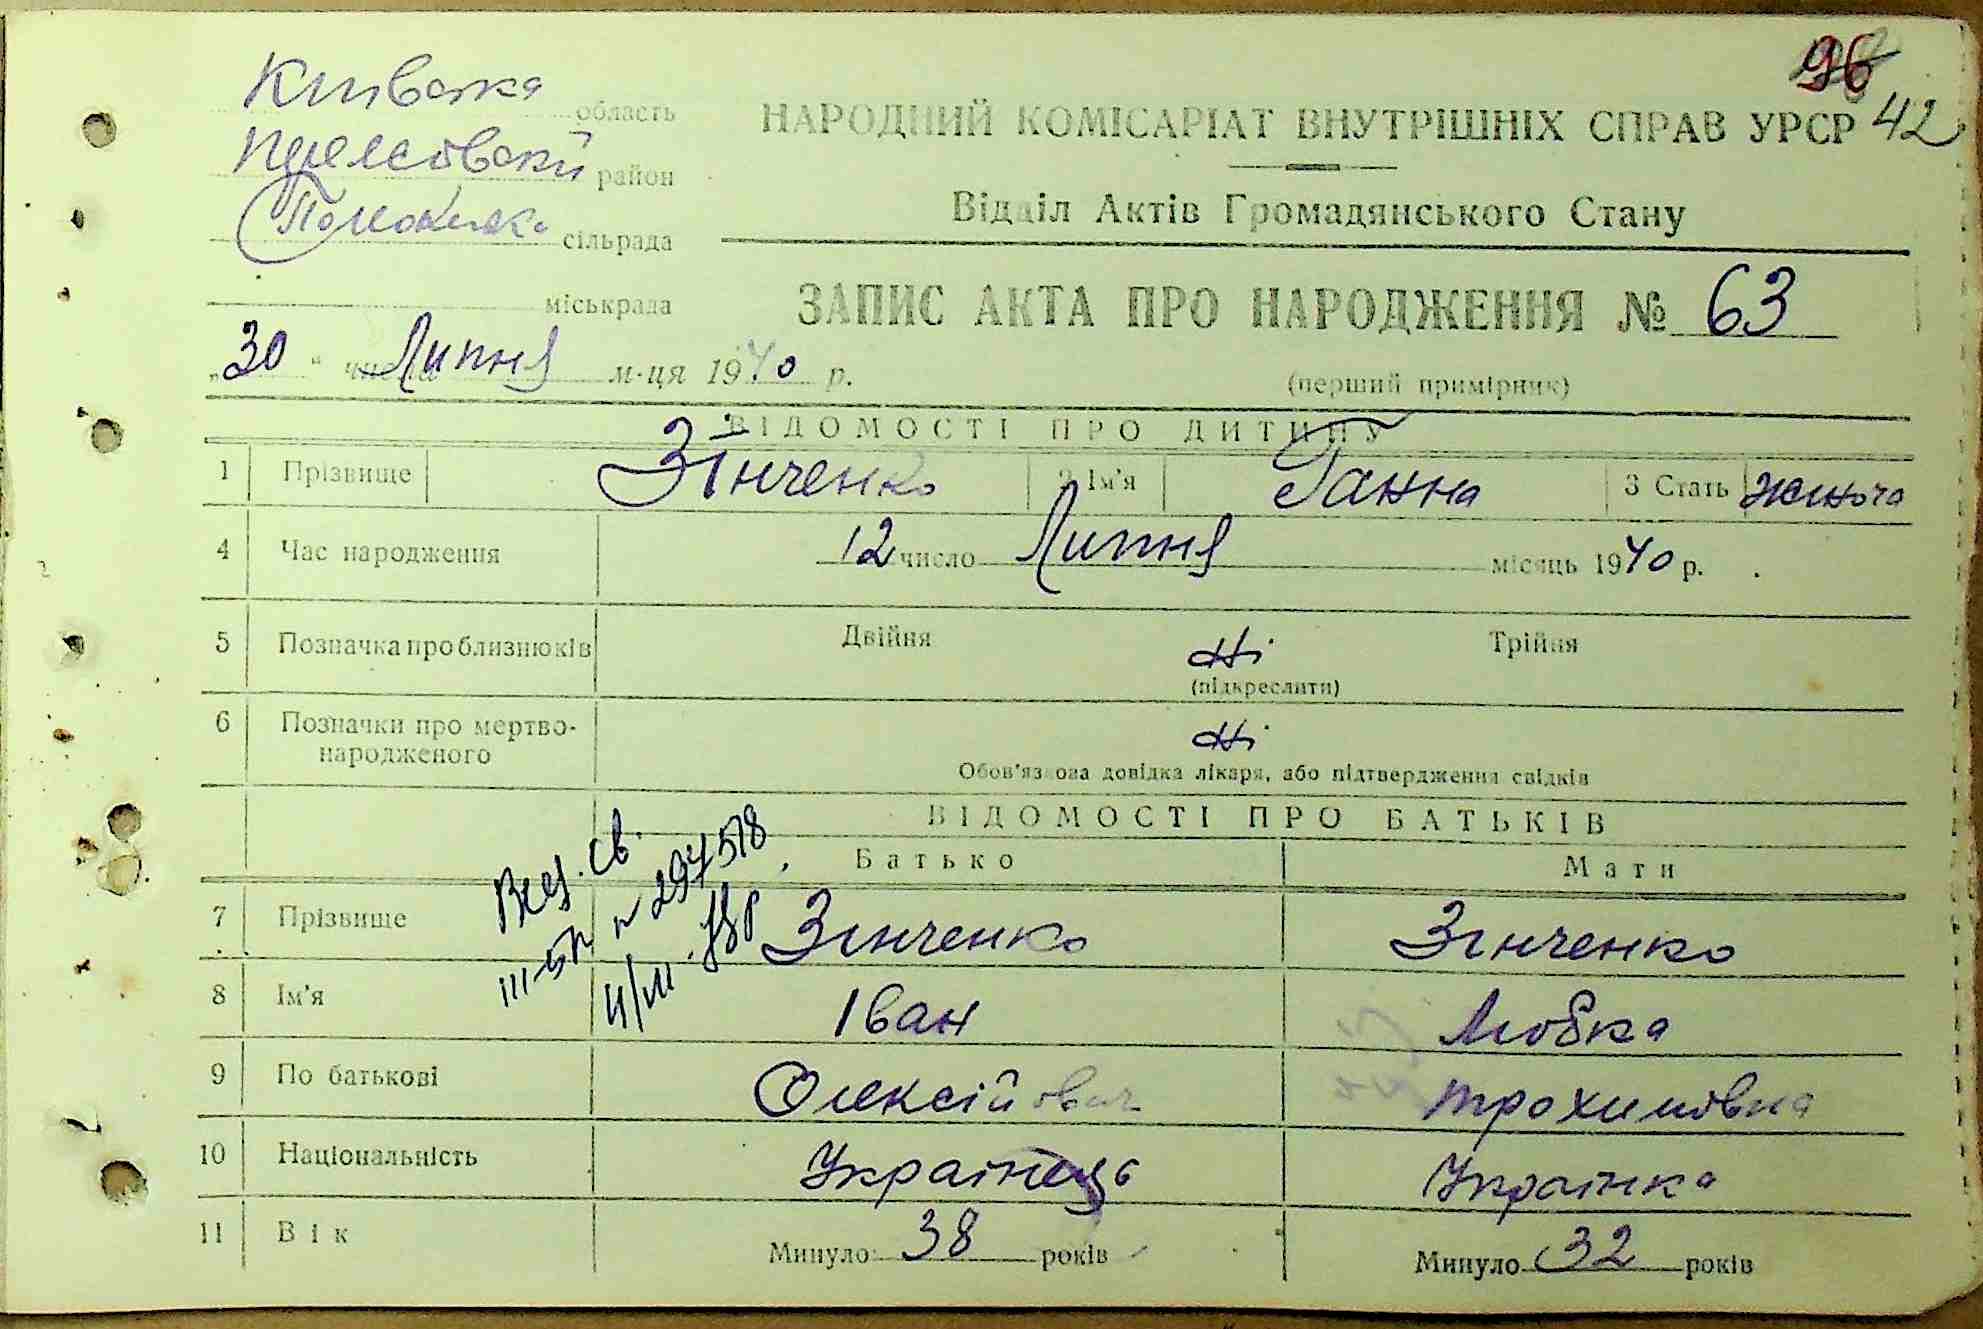 96
42
Київська область
НАРОДНИЙ КОМІСАРІАТ ВНУТРІШНІХ СПРАВ УРСР
район
Відділ Актів Громадянського Стану
сільрада
міськрада
ЗАПИС АКТА ПРО НАРОДЖЕННЯ № 63
„30“ числа Липня м-ця 1940 р.
(перший примірник)
ВІДОМОСТІ ПРО ДИТИНУ
1 Прізвище Зінченко 2 Ім'я Ганна 3 Стать жіноча
4 Час народження 12 число Липня місяць 1940 р.
5 Позначка про близнюків Двійня Ні Трійня
(підкреслити)
6 Позначки про мертво-
народженого Ні
Обов'язкова довідка лікаря, або підтвердження свідків
ВІДОМОСТІ ПРО БАТЬКІВ
Батько Мати
7 Прізвище Зінченко Зінченко
8 Ім'я Іван Любка
9 По батькові Олексійович Трохимовна
10 Національність Українець Українка
11 Вік Минуло 38 років Минуло 32 років